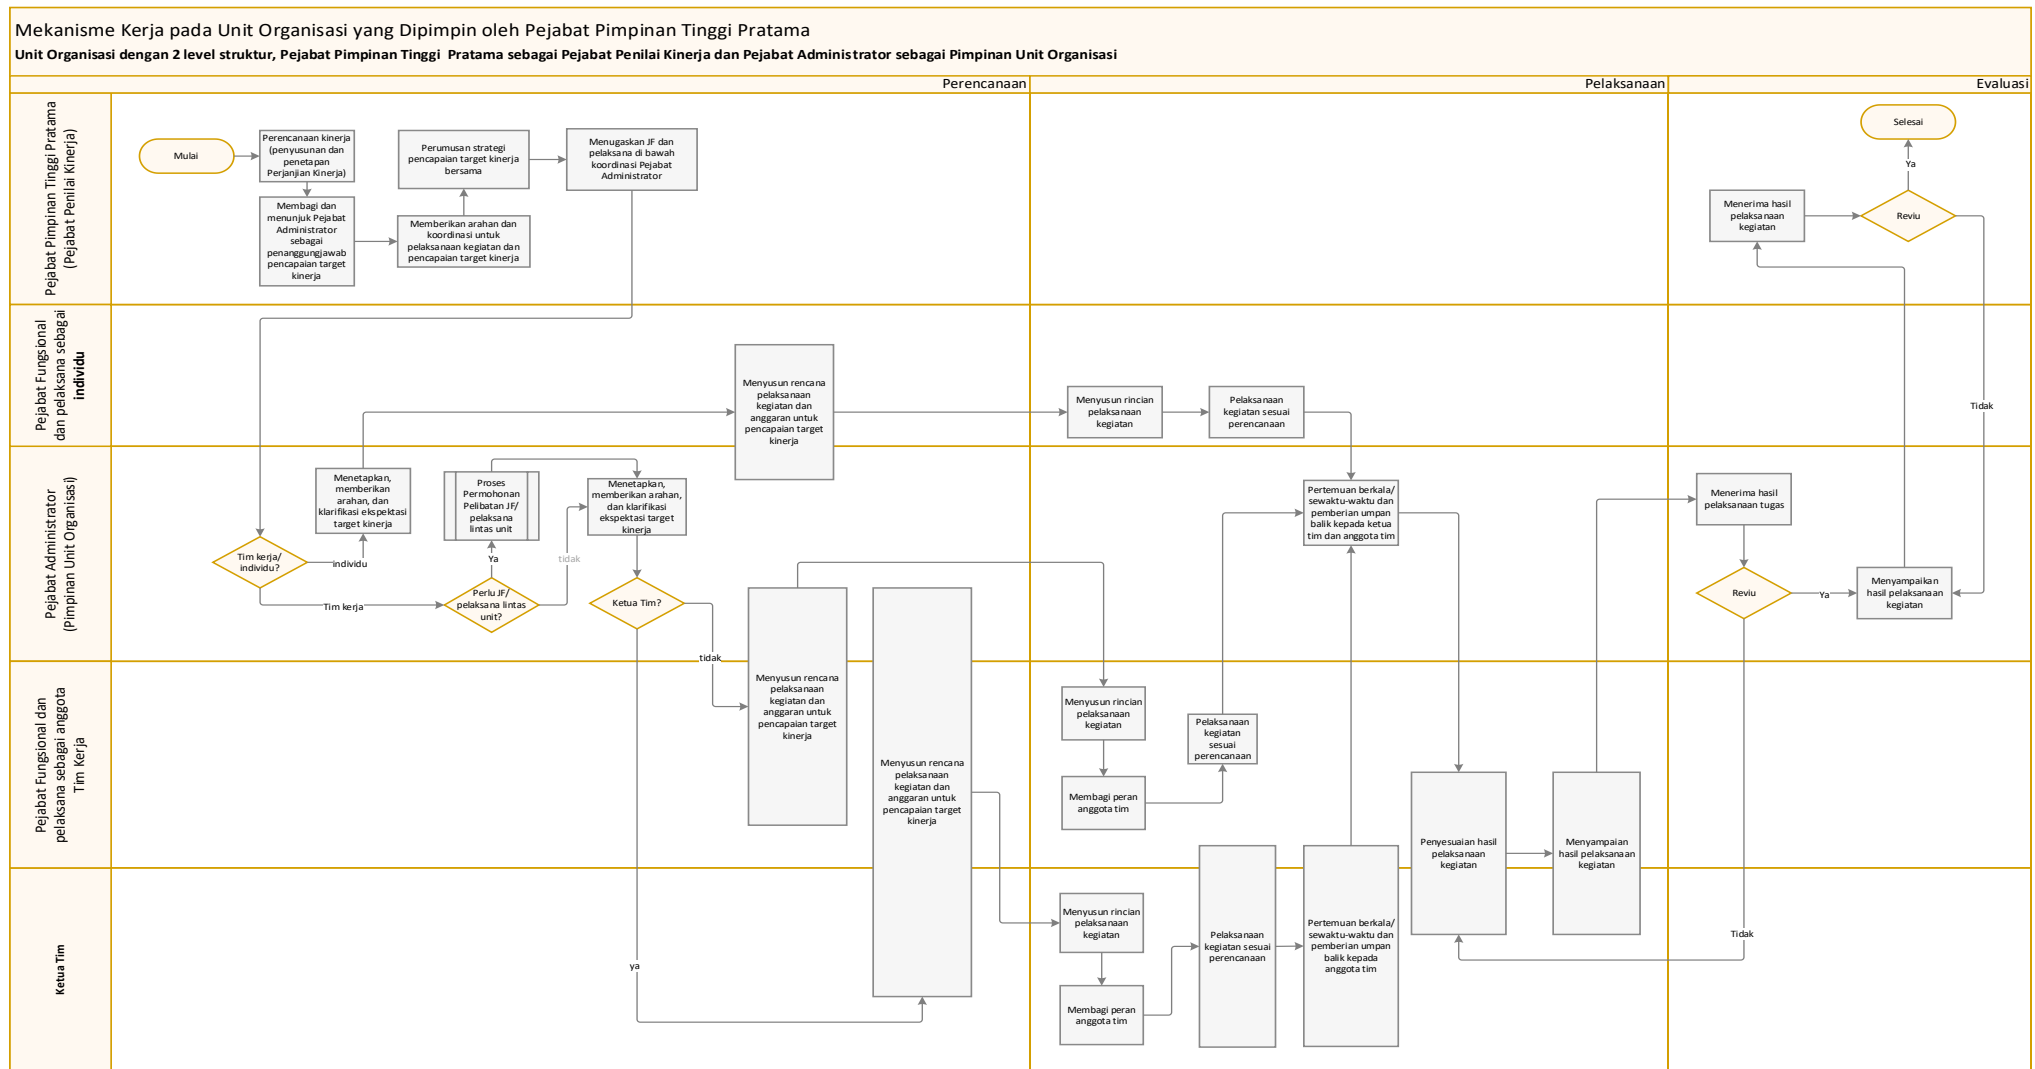 Mekanisme Kerja pada Unit Organisasi yang Dipimpin oleh Pejabat Pimpinan Tinggi Pratama
Unit Organisasi dengan 2 level struktur, Pejabat Pimpinan Tinggi Pratama sebagai Pejabat Penilai Kinerja dan Pejabat Administrator sebagai Pimpinan Unit Organisasi
Perencanaan
Pelaksanaan
Evaluasi
Pejabat Pimpinan Tinggi Pratama
(Pejabat Penilai Kinerja)
Mulai
Perencanaan kinerja
(penyusunan dan
penetapan
Perjanjian Kinerja)
Membagi dan
menunjuk Pejabat
Administrator
sebagai
penanggungjawab
pencapaian target
kinerja
Perumusan strategi
pencapaian target kinerja
bersama
Memberikan arahan dan
koordinasi untuk
pelaksanaan kegiatan dan
pencapaian target kinerja
Menugaskan JF dan
pelaksana di bawah
koordinasi Pejabat
Administrator
Selesai
Ya
Menerima hasil
pelaksanaan
kegiatan
Reviu
Tidak
Pejabat Fungsional
dan pelaksana sebagai
individu
Menyusun rencana
pelaksanaan
kegiatan dan
anggaran untuk
pencapaian target
kinerja
Menyusun rincian
pelaksanaan
kegiatan
Pelaksanaan
kegiatan sesuai
perencanaan
Pejabat Administrator
(Pimpinan Unit Organisasi)
Tim kerja/
individu?
individu
Tim kerja
Menetapkan,
memberikan
arahan, dan
klarifikasi ekspektasi
target kinerja
Proses
Permohonan
Pelibatan JF/
pelaksana
lintas unit
Ya
Perlu JF/
pelaksana lintas
unit?
tidak
Menetapkan,
memberikan arahan,
dan klarifikasi
ekspektasi target
kinerja
Ketua Tim?
tidak
ya
Pertemuan berkala/
sewaktu-waktu dan
pemberian umpan
balik kepada ketua
tim dan anggota tim
Menerima hasil
pelaksanaan tugas
Reviu
Ya
Menyampaikan
hasil pelaksanaan
kegiatan
Tidak
Pejabat Fungsional dan
pelaksana sebagai anggota
Tim Kerja
Menyusun rencana
pelaksanaan
kegiatan dan
anggaran untuk
pencapaian target
kinerja
Menyusun rencana
pelaksanaan
kegiatan dan
anggaran untuk
pencapaian target
kinerja
Menyusun rincian
pelaksanaan
kegiatan
Membagi peran
anggota tim
Pelaksanaan
kegiatan
sesuai
perencanaan
Penyesuaian hasil
pelaksanaan
kegiatan
Menyampaian
hasil pelaksanaan
kegiatan
Ketua Tim
Menyusun rincian
pelaksanaan
kegiatan
Membagi peran
anggota tim
Pelaksanaan
kegiatan sesuai
perencanaan
Pertemuan berkala/
sewaktu-waktu dan
pemberian umpan
balik kepada
anggota tim